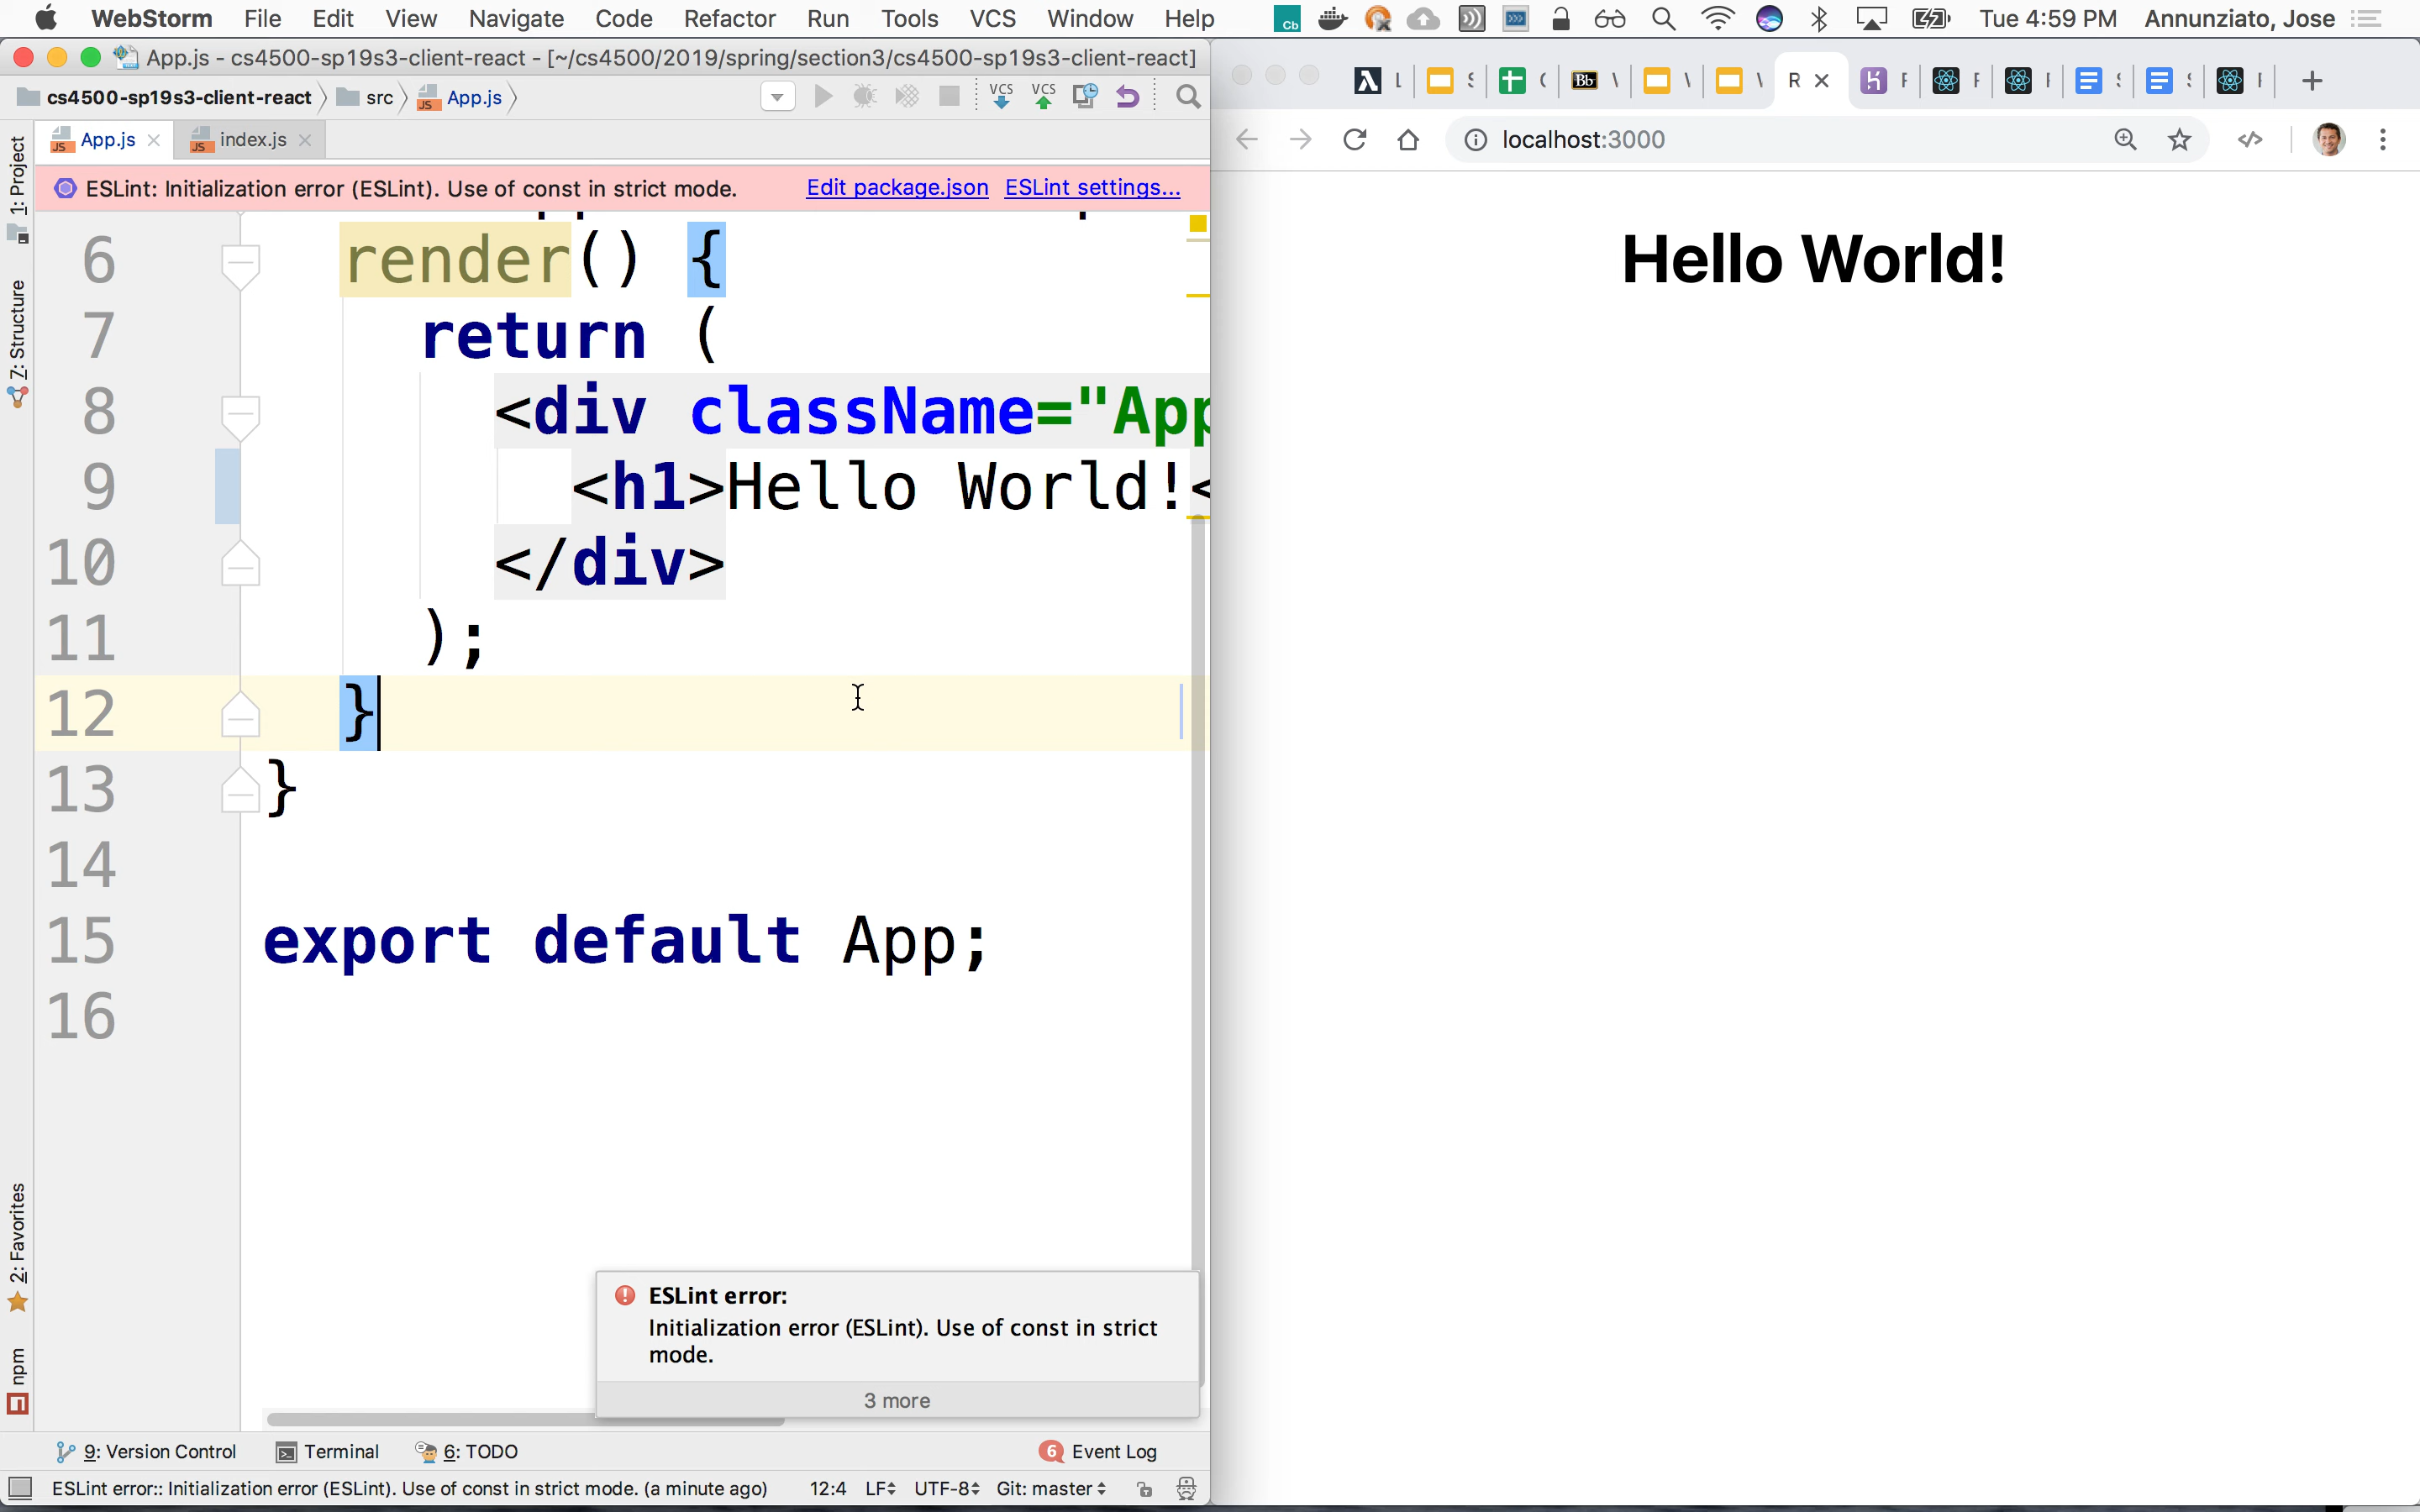 WebStorm File Edit View Navigate Code Refactor Run Tools VCS Window Help Cb Tue 4:59 PM Annunziato, Jose
App.js - cs4500-sp19s3-client-react - [~/cs4500/2019/spring/section3/cs4500-sp19s3-client-react]
cs4500-sp19s3-client-react src App.js VCS VCS
App.js index.js
ESLint: Initialization error (ESLint). Use of const in strict mode. Edit package.json ESLint settings...
1: Project
7: Structure
2: Favorites
npm
6 render() {
7 return (
8 <div className="App
9 <h1>Hello World!<
10 </div>
11 );
12 }
13 }
14
15 export default App;
16
ESLint error:
Initialization error (ESLint). Use of const in strict
mode.
3 more
9: Version Control Terminal 6: TODO 6 Event Log
ESLint error:: Initialization error (ESLint). Use of const in strict mode. (a minute ago) 12:4 LF UTF-8 Git: master
Bb R
localhost:3000
Hello World!